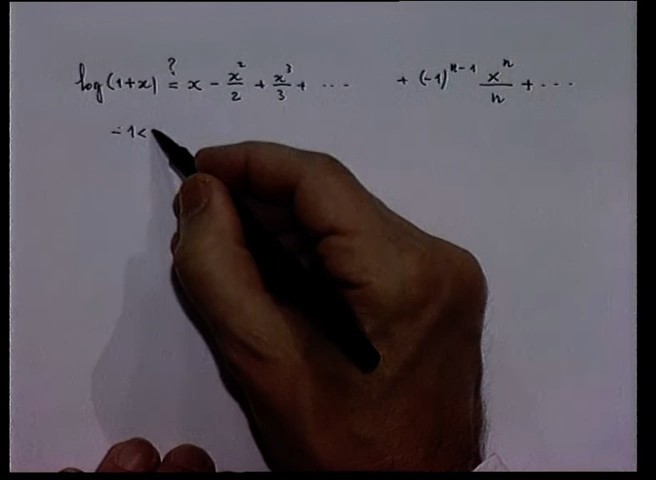 log (1+x) ?= x - x²/2 + x³/3 + ··· + (-1)ⁿ⁻¹ xⁿ/n + ···
-1<